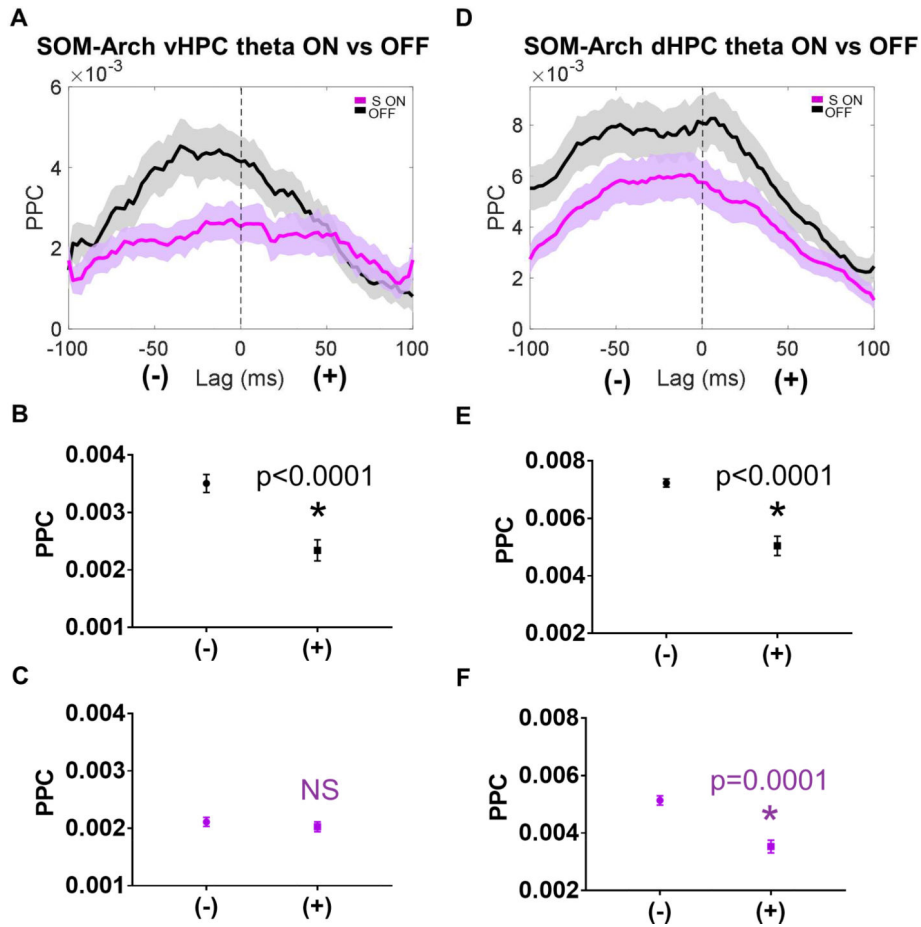 A
SOM-Arch vHPC theta ON vs OFF
×10⁻³
6
4
2
0
PPC
S ON
OFF
-100 -50 0 50 100
(-) Lag (ms) (+)
D
SOM-Arch dHPC theta ON vs OFF
×10⁻³
8
6
4
2
0
PPC
S ON
OFF
-100 -50 0 50 100
(-) Lag (ms) (+)
B
0.004
0.003
0.002
0.001
PPC
p<0.0001
*
(-) (+)
E
0.008
0.006
0.004
0.002
PPC
p<0.0001
*
(-) (+)
C
0.004
0.003
0.002
0.001
PPC
NS
(-) (+)
F
0.008
0.006
0.004
0.002
PPC
p=0.0001
*
(-) (+)